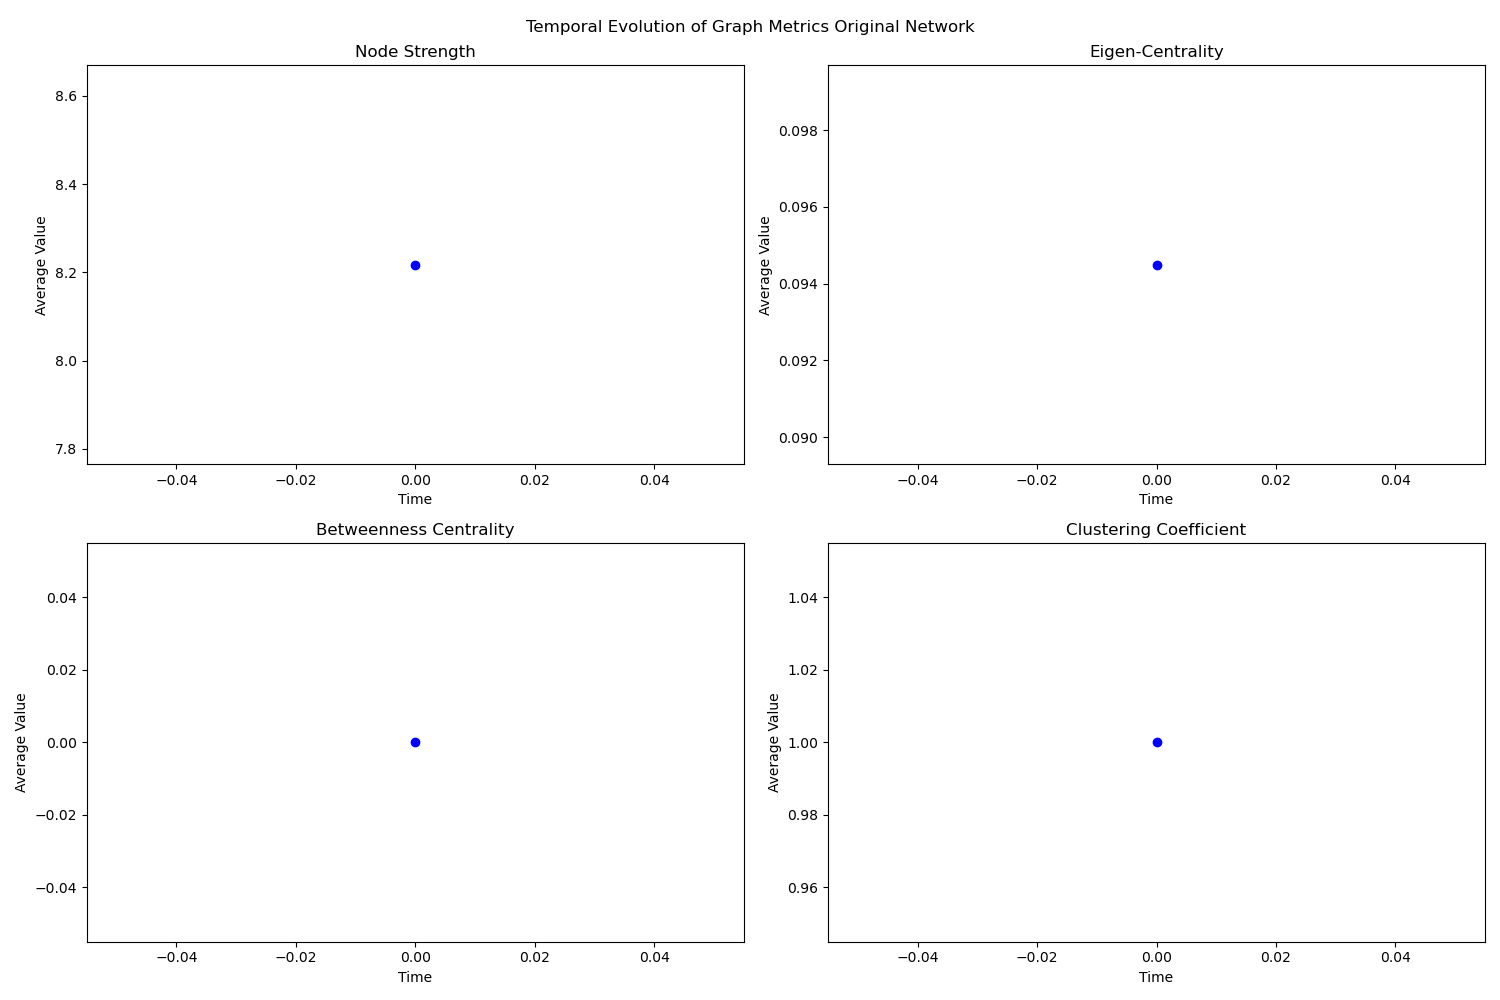 Temporal Evolution of Graph Metrics Original Network
Node Strength
8.6
8.4
8.2
8.0
7.8
Average Value
−0.04 −0.02 0.00 0.02 0.04
Time
Eigen-Centrality
0.098
0.096
0.094
0.092
0.090
Average Value
−0.04 −0.02 0.00 0.02 0.04
Time
Betweenness Centrality
0.04
0.02
0.00
−0.02
−0.04
Average Value
−0.04 −0.02 0.00 0.02 0.04
Time
Clustering Coefficient
1.04
1.02
1.00
0.98
0.96
Average Value
−0.04 −0.02 0.00 0.02 0.04
Time